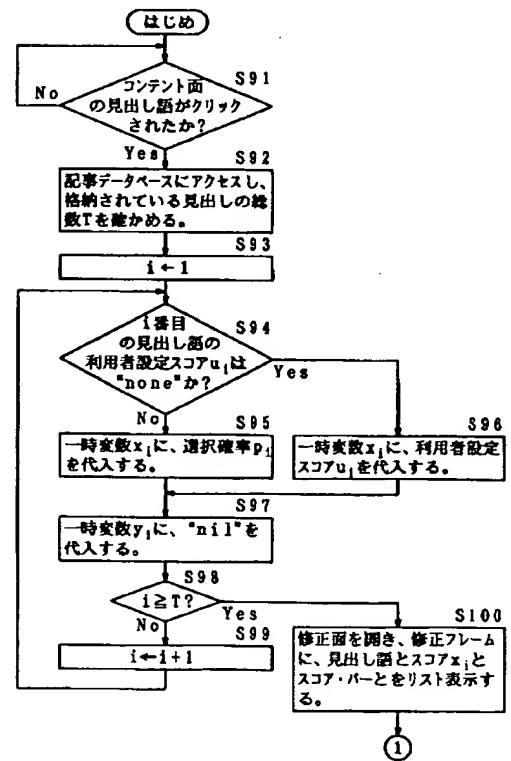 はじめ
S91
コンテント面
の見出し語がクリック
されたか?
No
Yes
S92
記事データベースにアクセスし、
格納されている見出しの総
数Tを確かめる。
S93
i←1
S94
i番目
の見出し語の
利用者設定スコアuiは
"none"か?
Yes
No
S95
一時変数xiに、選択確率pi
を代入する。
S96
一時変数xiに、利用者設定
スコアuiを代入する。
S97
一時変数yiに、"nil"を
代入する。
S98
i≧T?
Yes
No
S99
i←i+1
S100
修正面を開き、修正フレーム
に、見出し語とスコアxiと
スコア・バーとをリスト表示す
る。
1